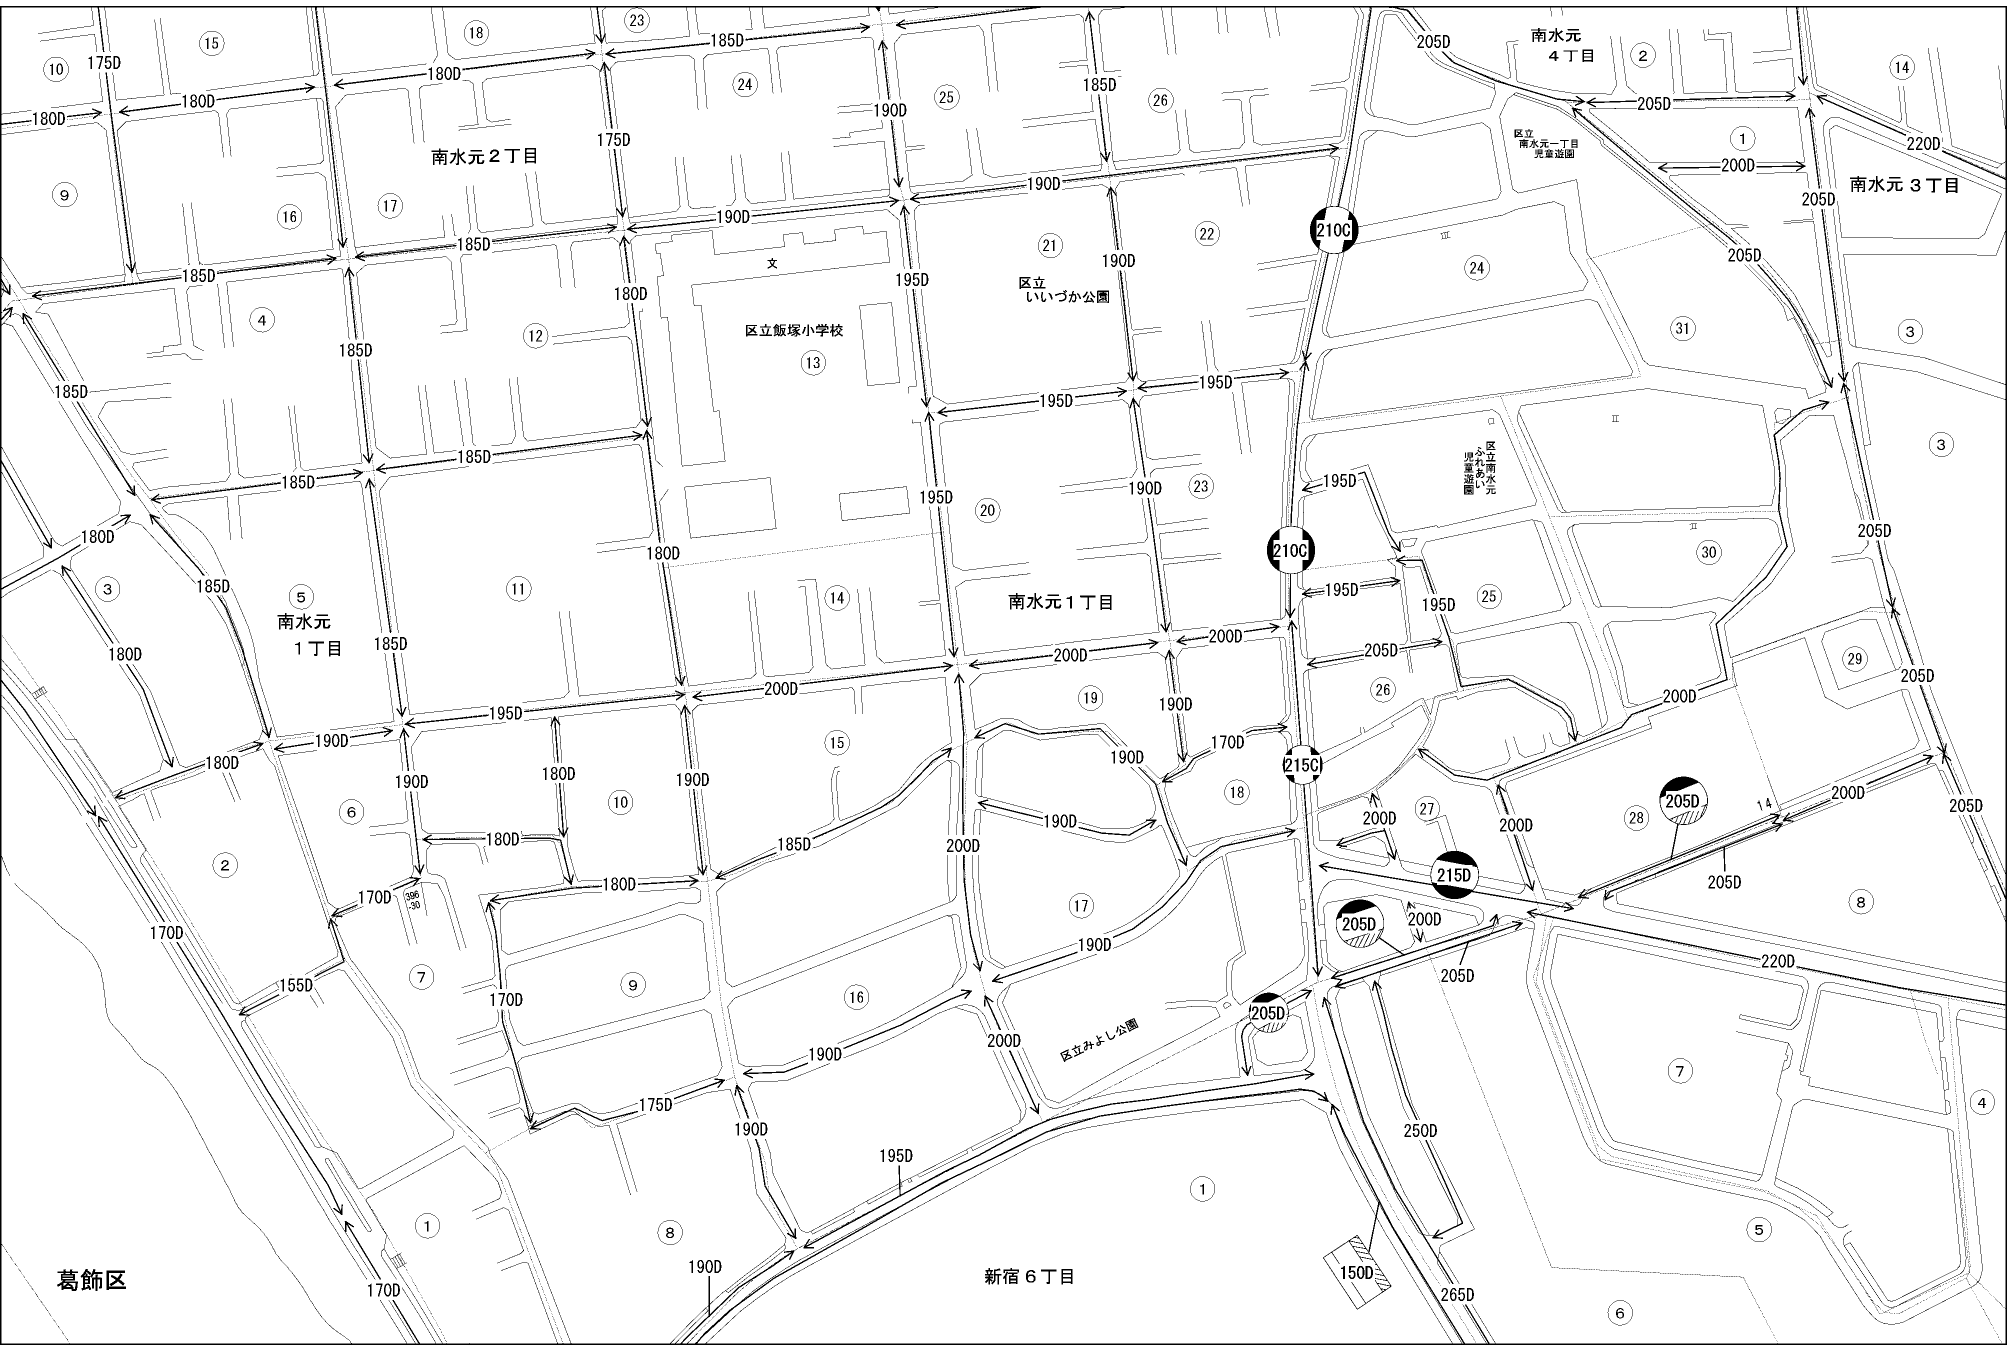 23
18
15
10
175D
185D
180D
180D
180D
24
25
190D
185D
26
205D
南水元
4丁目
2
14
205D
1
220D
区立
南水元一丁目
児童遊園
200D
南水元3丁目
205D
175D
南水元2丁目
9
16
17
190D
190D
185D
185D
210C
22
21
190D
24
205D
文
195D
180D
区立
いいづか公園
4
12
区立飯塚小学校
13
31
3
185D
185D
195D
195D
185D
185D
3
区立南水元
ふれあい
児童遊園
195D
23
190D
195D
20
180D
205D
210C
30
180D
185D
3
5
11
14
南水元1丁目
195D
195D
25
南水元
1丁目
180D
185D
200D
200D
205D
29
205D
200D
195D
19
190D
26
200D
190D
180D
15
170D
190D
215C
190D
180D
190D
6
10
18
205D
14
200D
205D
27
28
200D
200D
190D
180D
185D
200D
2
215D
205D
180D
170D
396
-30
17
205D
200D
8
170D
190D
205D
220D
7
155D
170D
9
16
205D
区立みよし公園
200D
190D
7
175D
190D
250D
4
195D
1
1
8
5
190D
新宿6丁目
150D
265D
葛飾区
170D
6